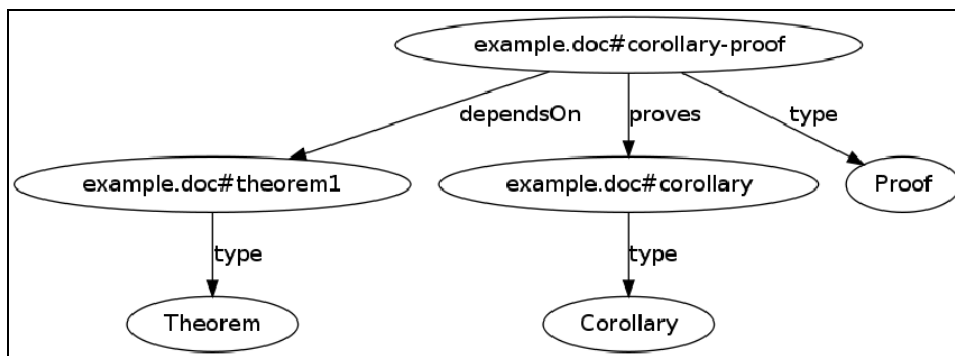 example.doc#corollary-proof
dependsOn
proves
type
example.doc#theorem1
example.doc#corollary
Proof
type
type
Theorem
Corollary